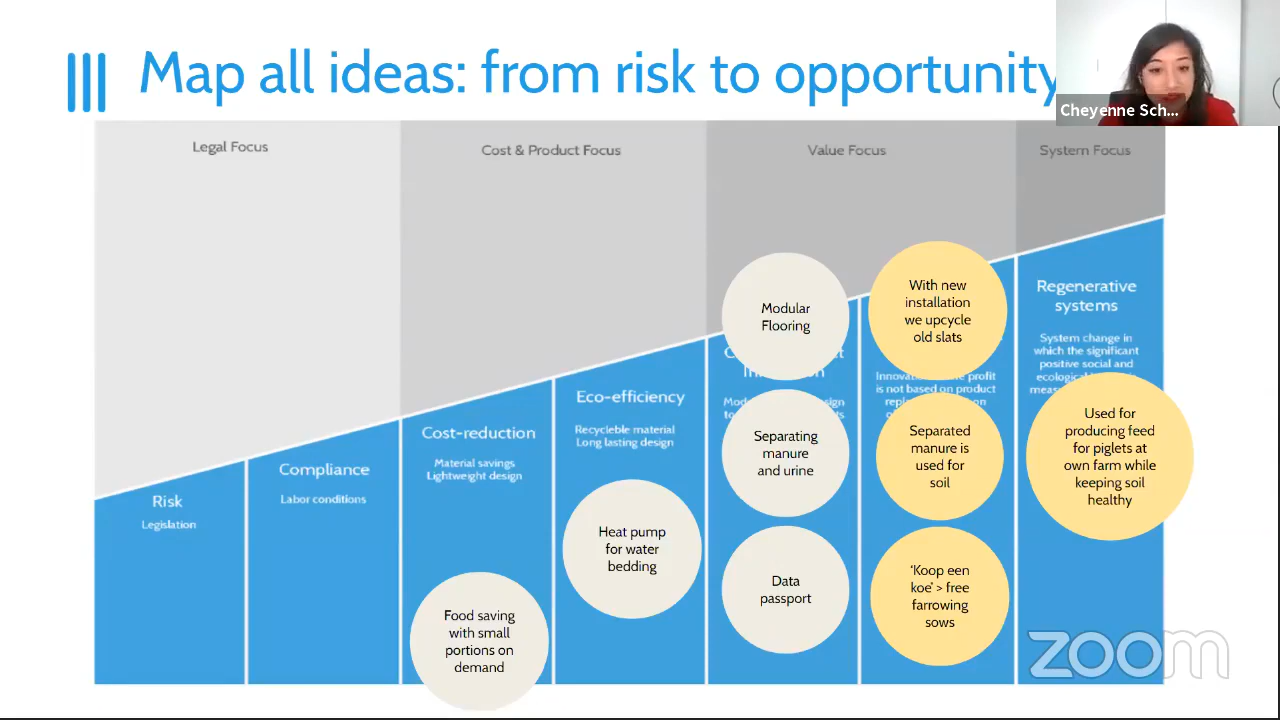 Map all ideas: from risk to opportunity
Cheyenne Sch...
Legal Focus
Cost & Product Focus
Value Focus
System Focus
Risk
Legislation
Compliance
Labor conditions
Cost-reduction
Material savings
Lightweight design
Food saving
with small
portions on
demand
Eco-efficiency
Recycleble material
Long lasting design
Heat pump
for water
bedding
Modular
Flooring
Separating
manure
and urine
Data
passport
With new
installation
we upcycle
old slats
is not based on product
Separated
manure is
used for
soil
'Koop een
koe' > free
farrowing
sows
Regenerative
systems
System change in
which the significant
positive social and
Used for
producing feed
for piglets at
own farm while
keeping soil
healthy
zoom